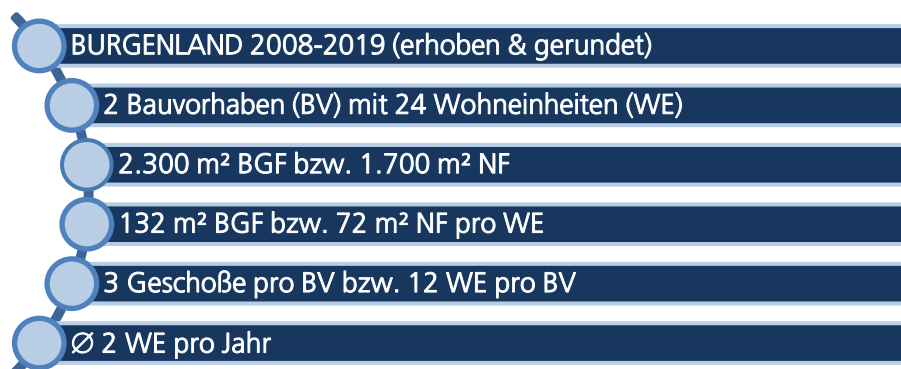 BURGENLAND 2008-2019 (erhoben & gerundet)
2 Bauvorhaben (BV) mit 24 Wohneinheiten (WE)
2.300 m² BGF bzw. 1.700 m² NF
132 m² BGF bzw. 72 m² NF pro WE
3 Geschoße pro BV bzw. 12 WE pro BV
∅ 2 WE pro Jahr